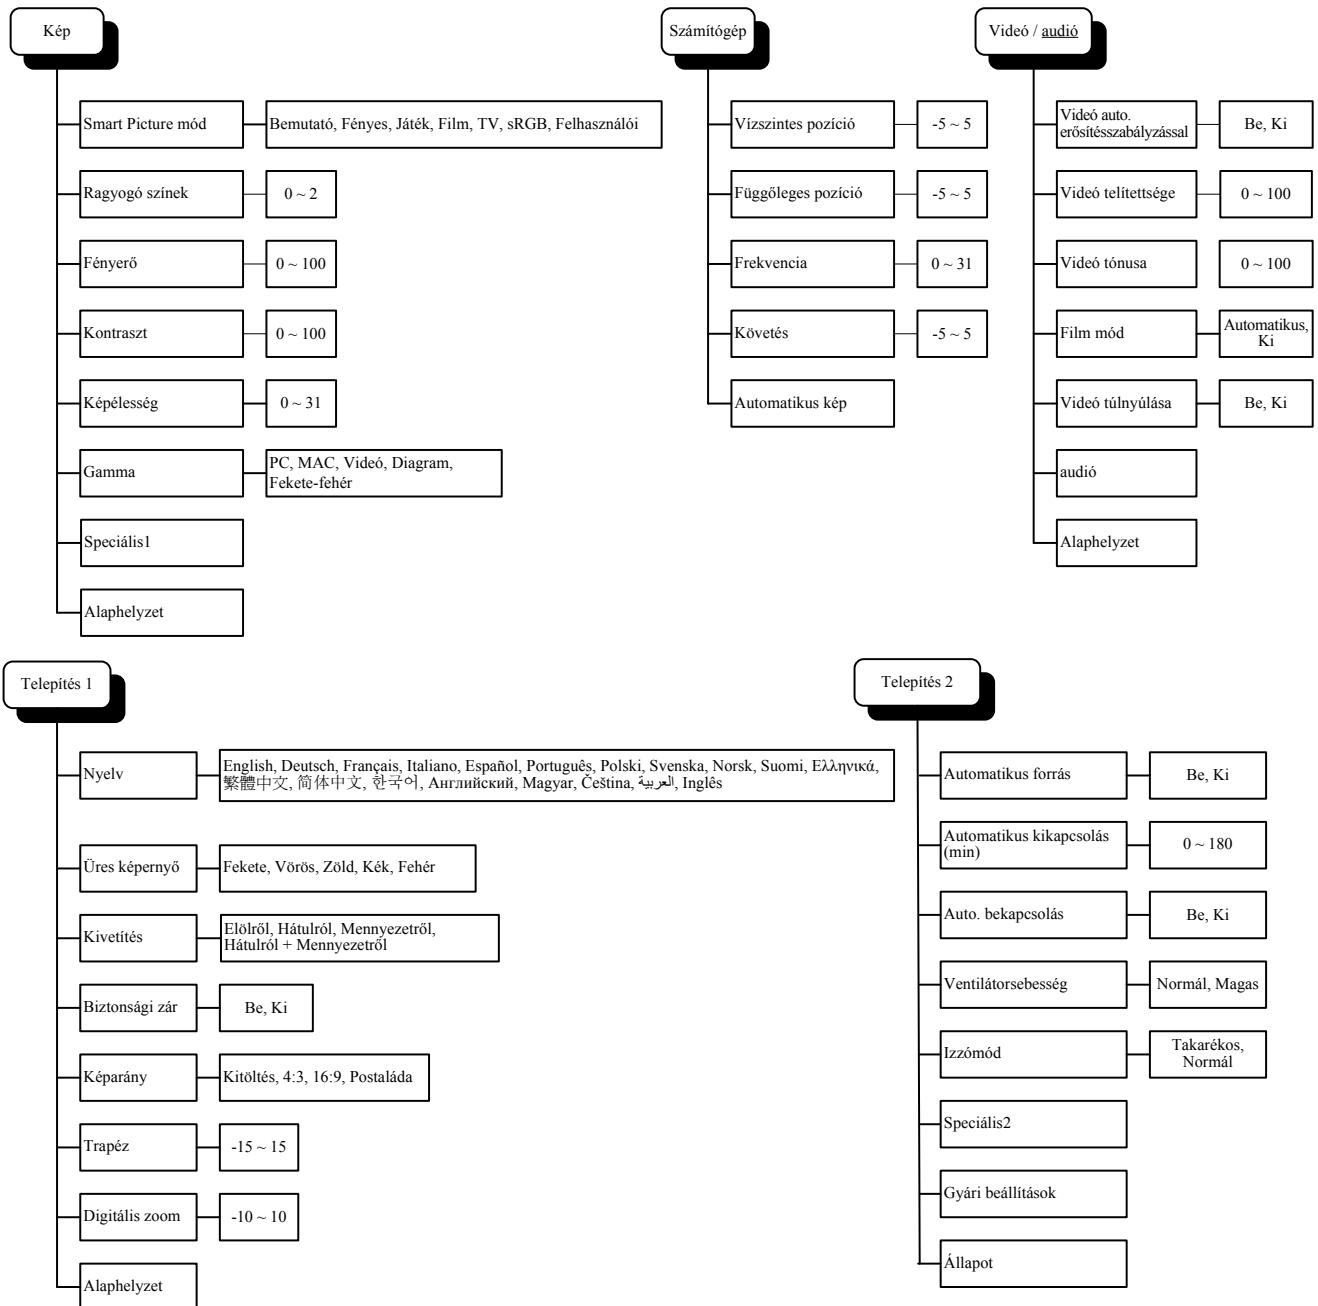 Kép
Smart Picture mód
Bemutató, Fényes, Játék, Film, TV, sRGB, Felhasználói
Ragyogó színek
0 ~ 2
Fényerő
0 ~ 100
Kontraszt
0 ~ 100
Képélesség
0 ~ 31
Gamma
PC, MAC, Videó, Diagram,
Fekete-fehér
Speciális1
Alaphelyzet
Számítógép
Vízszintes pozíció
-5 ~ 5
Függőleges pozíció
-5 ~ 5
Frekvencia
0 ~ 31
Követés
-5 ~ 5
Automatikus kép
Videó / audió
Videó auto.
erősítésszabályzással
Be, Ki
Videó telítettsége
0 ~ 100
Videó tónusa
0 ~ 100
Film mód
Automatikus,
Ki
Videó túlnyúlása
Be, Ki
audió
Alaphelyzet
Telepítés 1
Nyelv
English, Deutsch, Français, Italiano, Español, Português, Polski, Svenska, Norsk, Suomi, Ελληνικά,
繁體中文, 简体中文, 한국어, Английский, Magyar, Čeština, العربية, Inglês
Üres képernyő
Fekete, Vörös, Zöld, Kék, Fehér
Kivetítés
Elölről, Hátulról, Mennyezetről,
Hátulról + Mennyezetről
Biztonsági zár
Be, Ki
Képarány
Kitöltés, 4:3, 16:9, Postaláda
Trapéz
-15 ~ 15
Digitális zoom
-10 ~ 10
Alaphelyzet
Telepítés 2
Automatikus forrás
Be, Ki
Automatikus kikapcsolás
(min)
0 ~ 180
Auto. bekapcsolás
Be, Ki
Ventilátorsebesség
Normál, Magas
Izzómód
Takarékos,
Normál
Speciális2
Gyári beállítások
Állapot